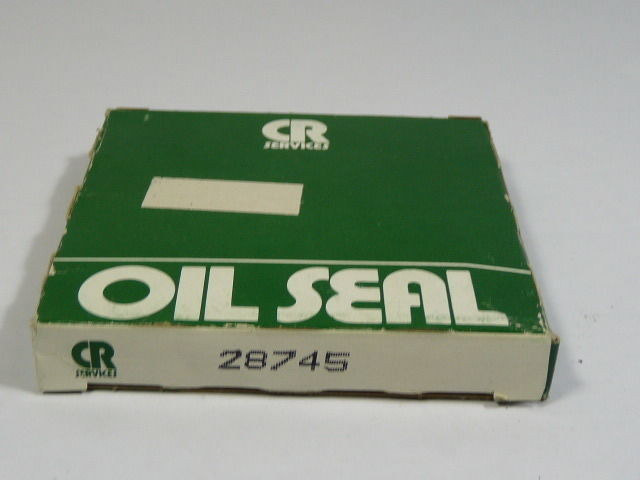 CR
SERVICES
OIL SEAL
CR
SERVICES
28745